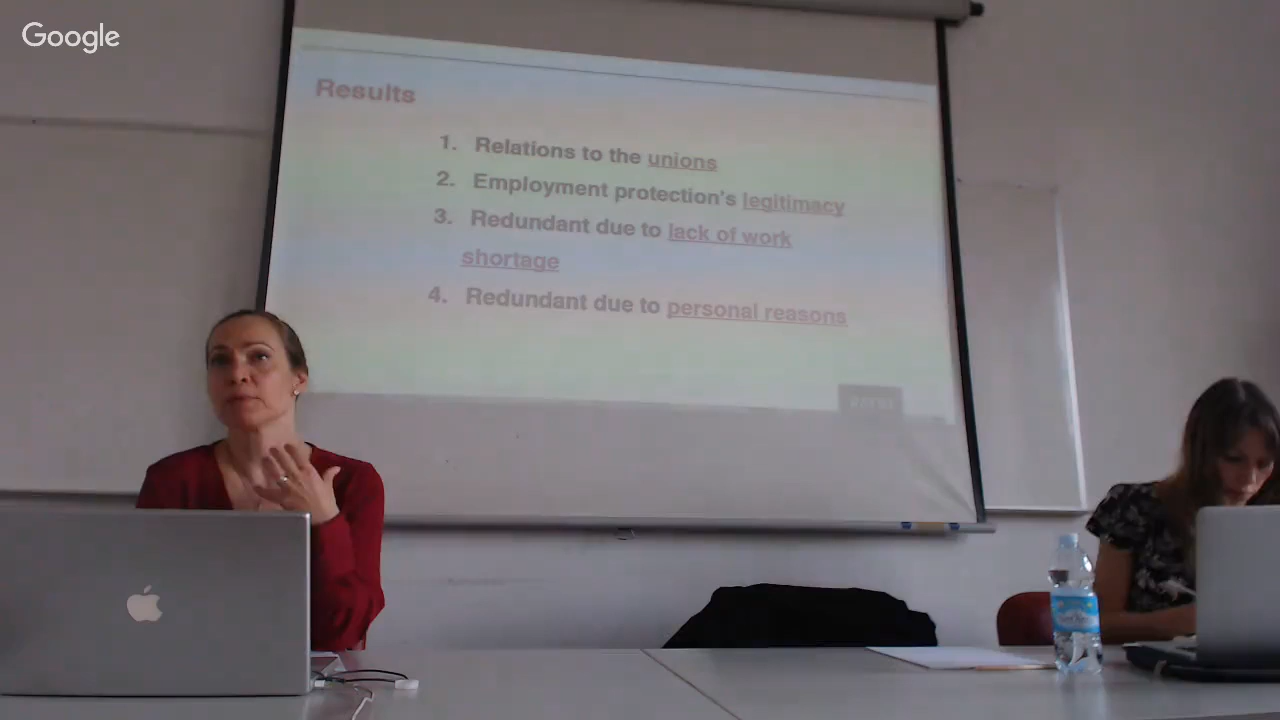 Google
Results
1. Relations to the unions
2. Employment protection's legitimacy
3. Redundant due to lack of work
shortage
4. Redundant due to personal reasons